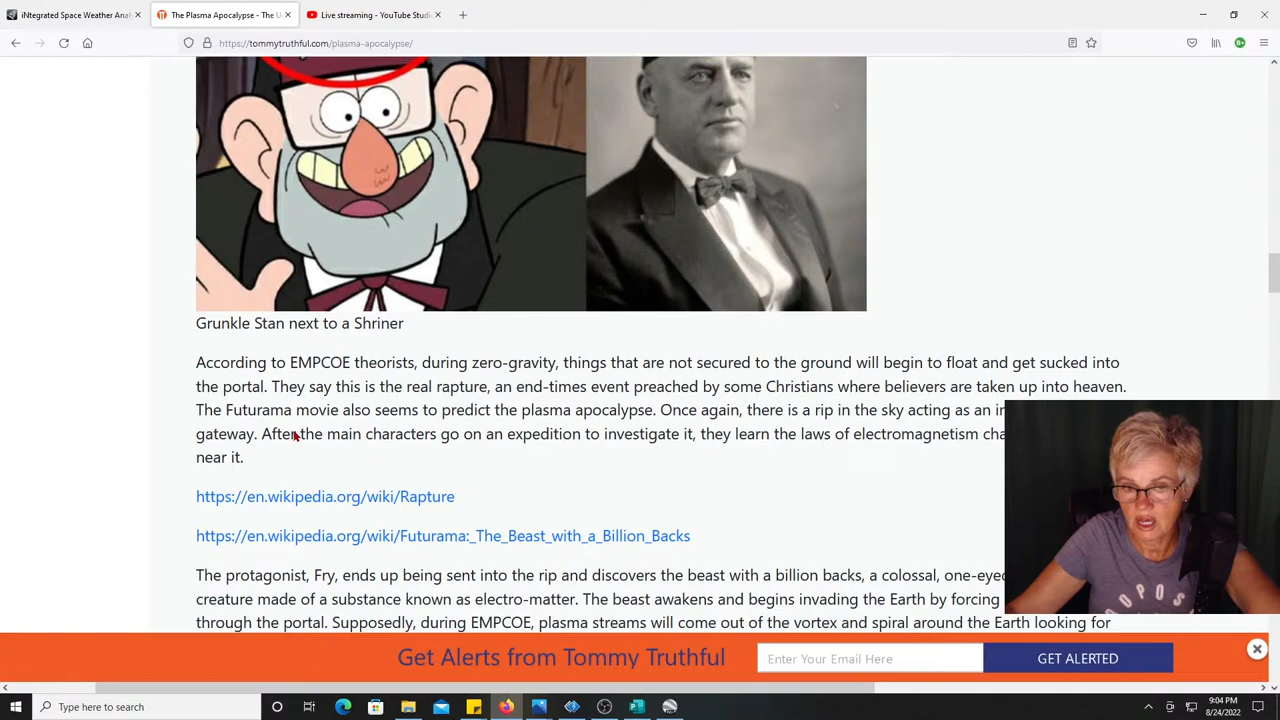 iNtegrated Space Weather Anal
The Plasma Apocalypse - The U
Live streaming - YouTube Studi
https://tommytruthful.com/plasma-apocalypse/
Grunkle Stan next to a Shriner
According to EMPCOE theorists, during zero-gravity, things that are not secured to the ground will begin to float and get sucked into
the portal. They say this is the real rapture, an end-times event preached by some Christians where believers are taken up into heaven.
The Futurama movie also seems to predict the plasma apocalypse. Once again, there is a rip in the sky acting as an in
gateway. After the main characters go on an expedition to investigate it, they learn the laws of electromagnetism cha
near it.
https://en.wikipedia.org/wiki/Rapture
https://en.wikipedia.org/wiki/Futurama:_The_Beast_with_a_Billion_Backs
The protagonist, Fry, ends up being sent into the rip and discovers the beast with a billion backs, a colossal, one-eyed
creature made of a substance known as electro-matter. The beast awakens and begins invading the Earth by forcing
through the portal. Supposedly, during EMPCOE, plasma streams will come out of the vortex and spiral around the Earth looking for
Get Alerts from Tommy Truthful
Enter Your Email Here
GET ALERTED
Type here to search
9:04 PM
8/24/2022